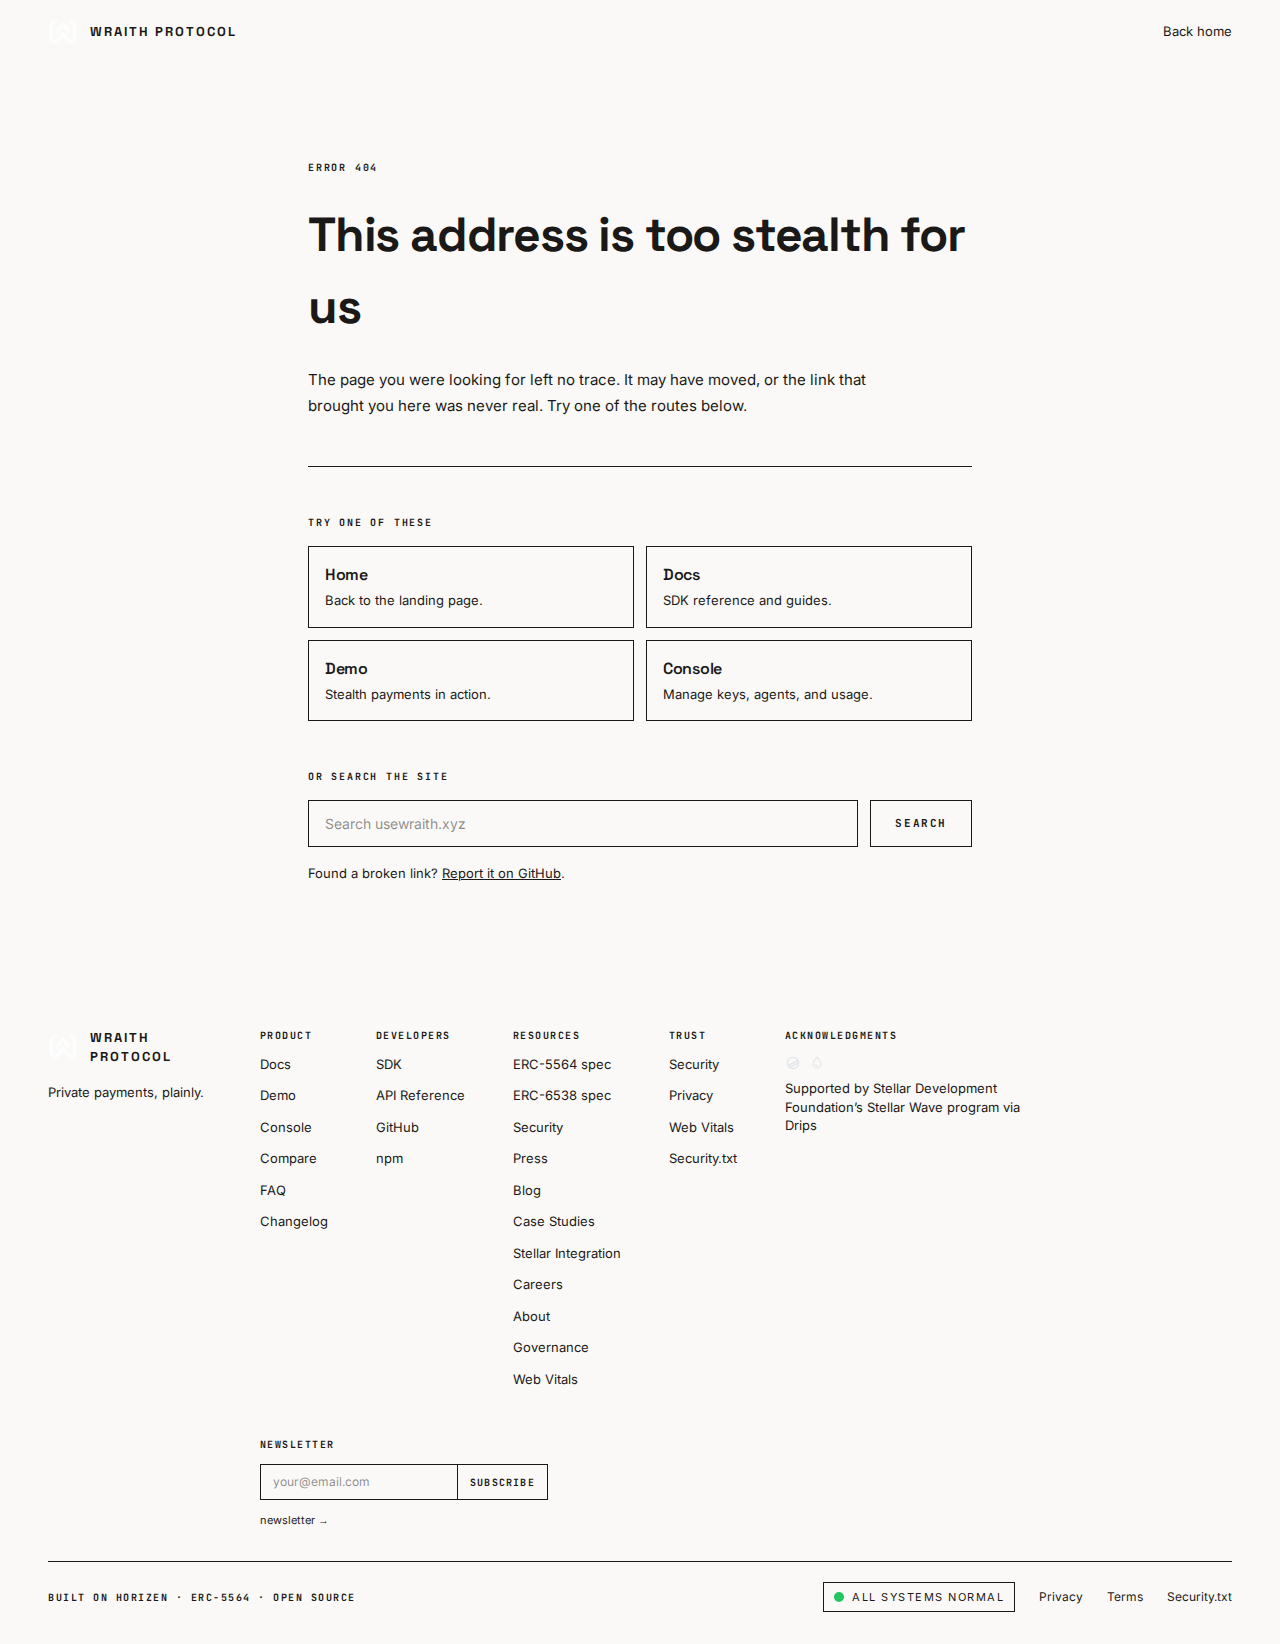 WRAITH PROTOCOL
Back home
ERROR 404
This address is too stealth for
us
The page you were looking for left no trace. It may have moved, or the link that
brought you here was never real. Try one of the routes below.
TRY ONE OF THESE
Home
Back to the landing page.
Docs
SDK reference and guides.
Demo
Stealth payments in action.
Console
Manage keys, agents, and usage.
OR SEARCH THE SITE
Search usewraith.xyz
SEARCH
Found a broken link? Report it on GitHub.
WRAITH
PROTOCOL
Private payments, plainly.
PRODUCT
Docs
Demo
Console
Compare
FAQ
Changelog
DEVELOPERS
SDK
API Reference
GitHub
npm
RESOURCES
ERC-5564 spec
ERC-6538 spec
Security
Press
Blog
Case Studies
Stellar Integration
Careers
About
Governance
Web Vitals
TRUST
Security
Privacy
Web Vitals
Security.txt
ACKNOWLEDGMENTS
Supported by Stellar Development
Foundation’s Stellar Wave program via
Drips
NEWSLETTER
your@email.com
SUBSCRIBE
newsletter →
BUILT ON HORIZEN · ERC-5564 · OPEN SOURCE
ALL SYSTEMS NORMAL
Privacy
Terms
Security.txt